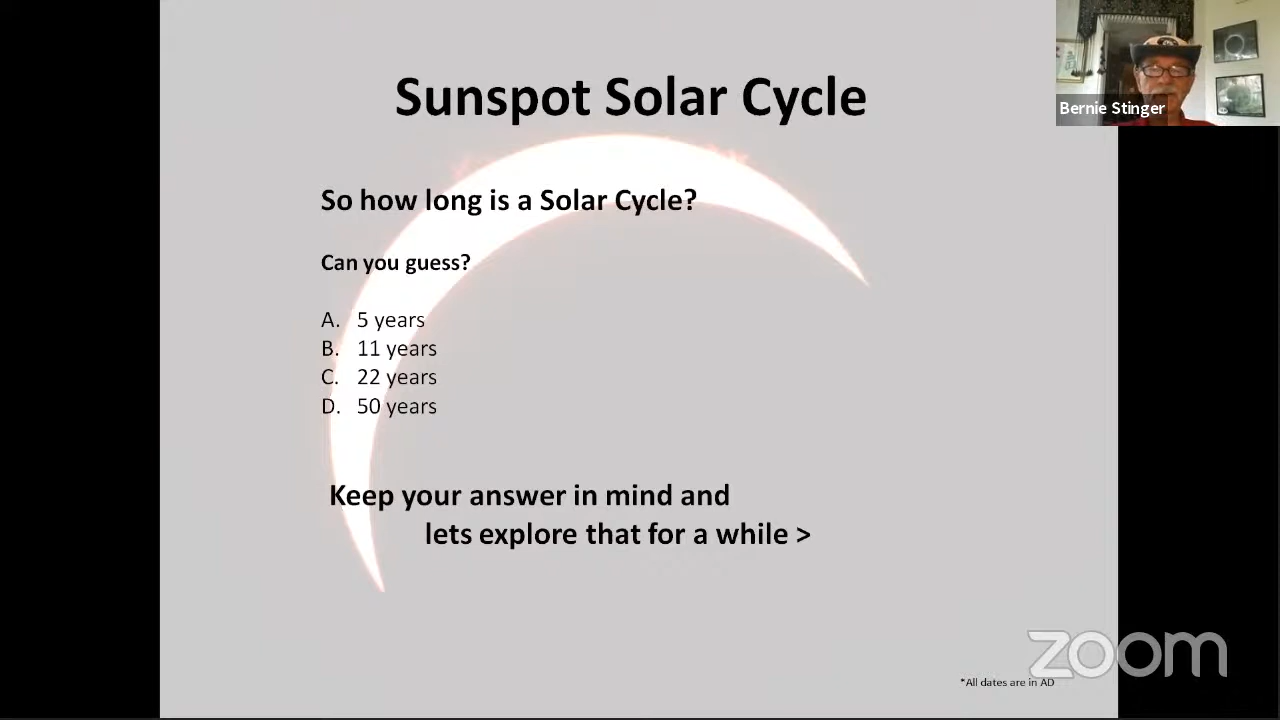 Sunspot Solar Cycle
Bernie Stinger
So how long is a Solar Cycle?
Can you guess?
A. 5 years
B. 11 years
C. 22 years
D. 50 years
Keep your answer in mind and
lets explore that for a while >
zoom
*All dates are in AD